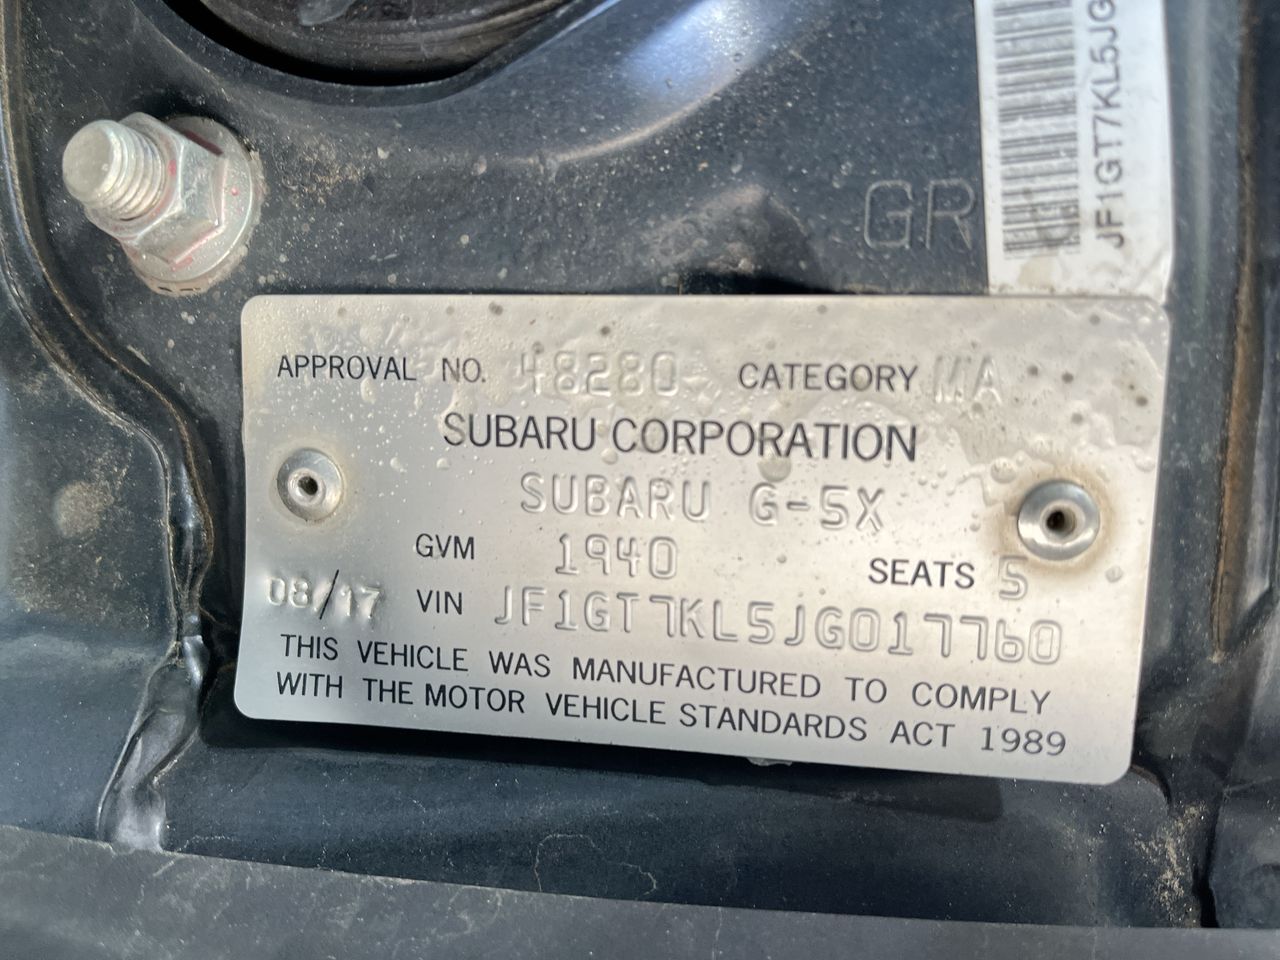 JF1GT7KL5JG
GR
APPROVAL NO. 48280 CATEGORY MA
SUBARU CORPORATION
SUBARU G-5X
GVM 1940 SEATS 5
08/17 VIN JF1GT7KL5JG017760
THIS VEHICLE WAS MANUFACTURED TO COMPLY
WITH THE MOTOR VEHICLE STANDARDS ACT 1989